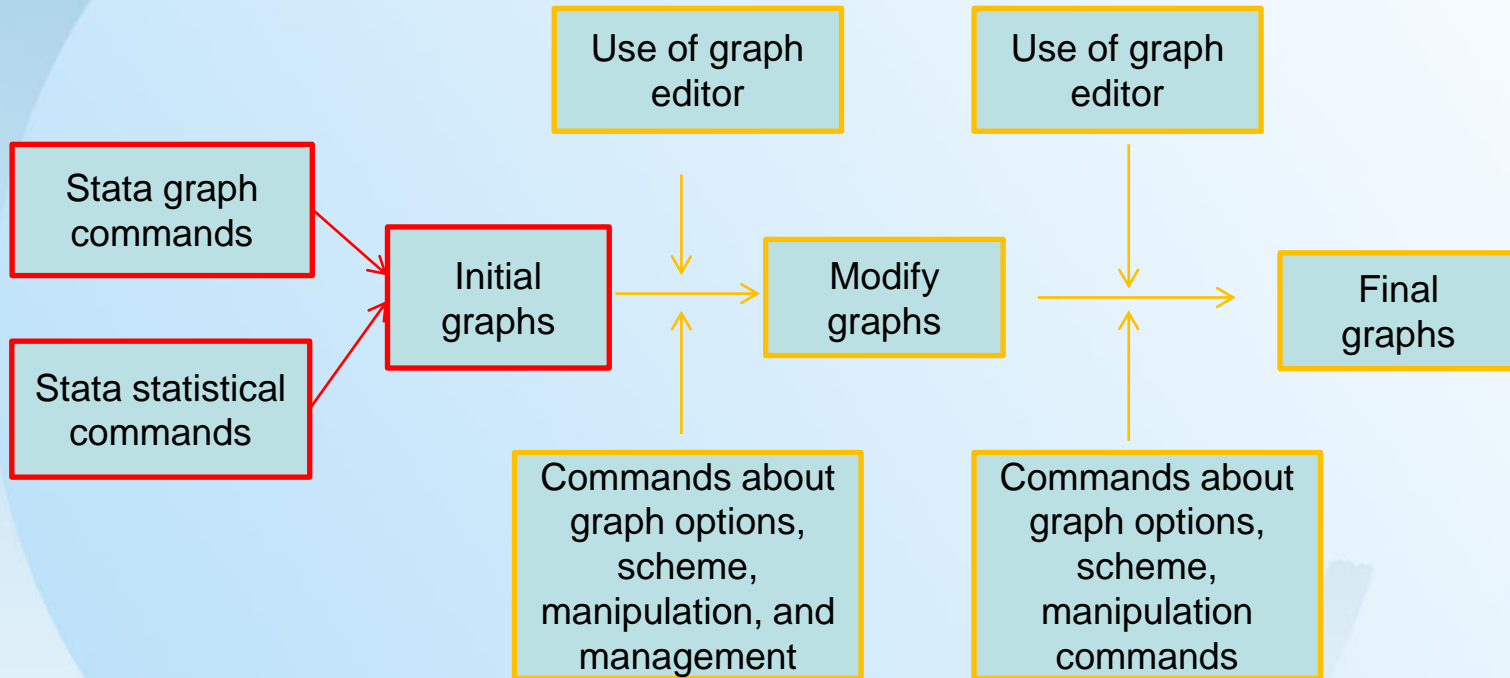 Use of graph
editor
Use of graph
editor
Stata graph
commands
Initial
graphs
Modify
graphs
Final
graphs
Stata statistical
commands
Commands about
graph options,
scheme,
manipulation, and
management
Commands about
graph options,
scheme,
manipulation
commands